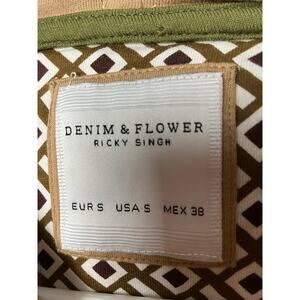 DENIM & FLOWER
RICKY SINGH
EUR S USA S MEX 38